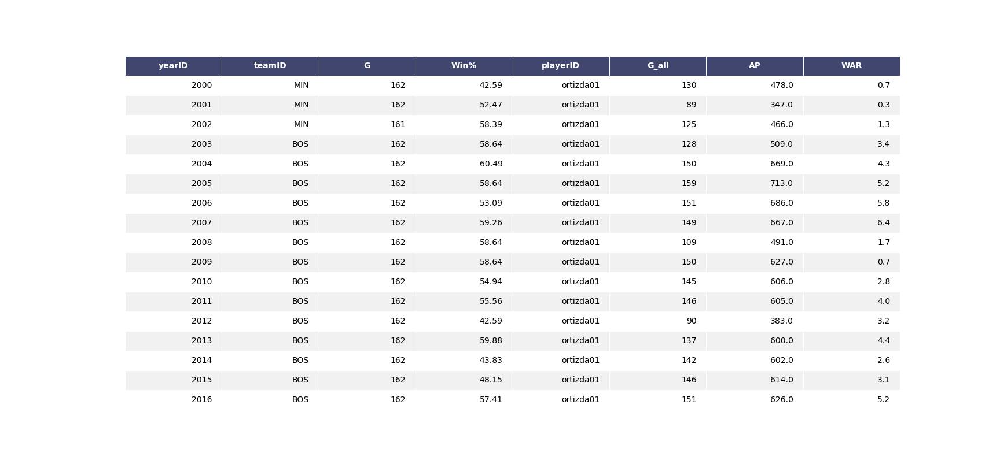 yearID teamID G Win% playerID G_all AP WAR
2000 MIN 162 42.59 ortizda01 130 478.0 0.7
2001 MIN 162 52.47 ortizda01 89 347.0 0.3
2002 MIN 161 58.39 ortizda01 125 466.0 1.3
2003 BOS 162 58.64 ortizda01 128 509.0 3.4
2004 BOS 162 60.49 ortizda01 150 669.0 4.3
2005 BOS 162 58.64 ortizda01 159 713.0 5.2
2006 BOS 162 53.09 ortizda01 151 686.0 5.8
2007 BOS 162 59.26 ortizda01 149 667.0 6.4
2008 BOS 162 58.64 ortizda01 109 491.0 1.7
2009 BOS 162 58.64 ortizda01 150 627.0 0.7
2010 BOS 162 54.94 ortizda01 145 606.0 2.8
2011 BOS 162 55.56 ortizda01 146 605.0 4.0
2012 BOS 162 42.59 ortizda01 90 383.0 3.2
2013 BOS 162 59.88 ortizda01 137 600.0 4.4
2014 BOS 162 43.83 ortizda01 142 602.0 2.6
2015 BOS 162 48.15 ortizda01 146 614.0 3.1
2016 BOS 162 57.41 ortizda01 151 626.0 5.2